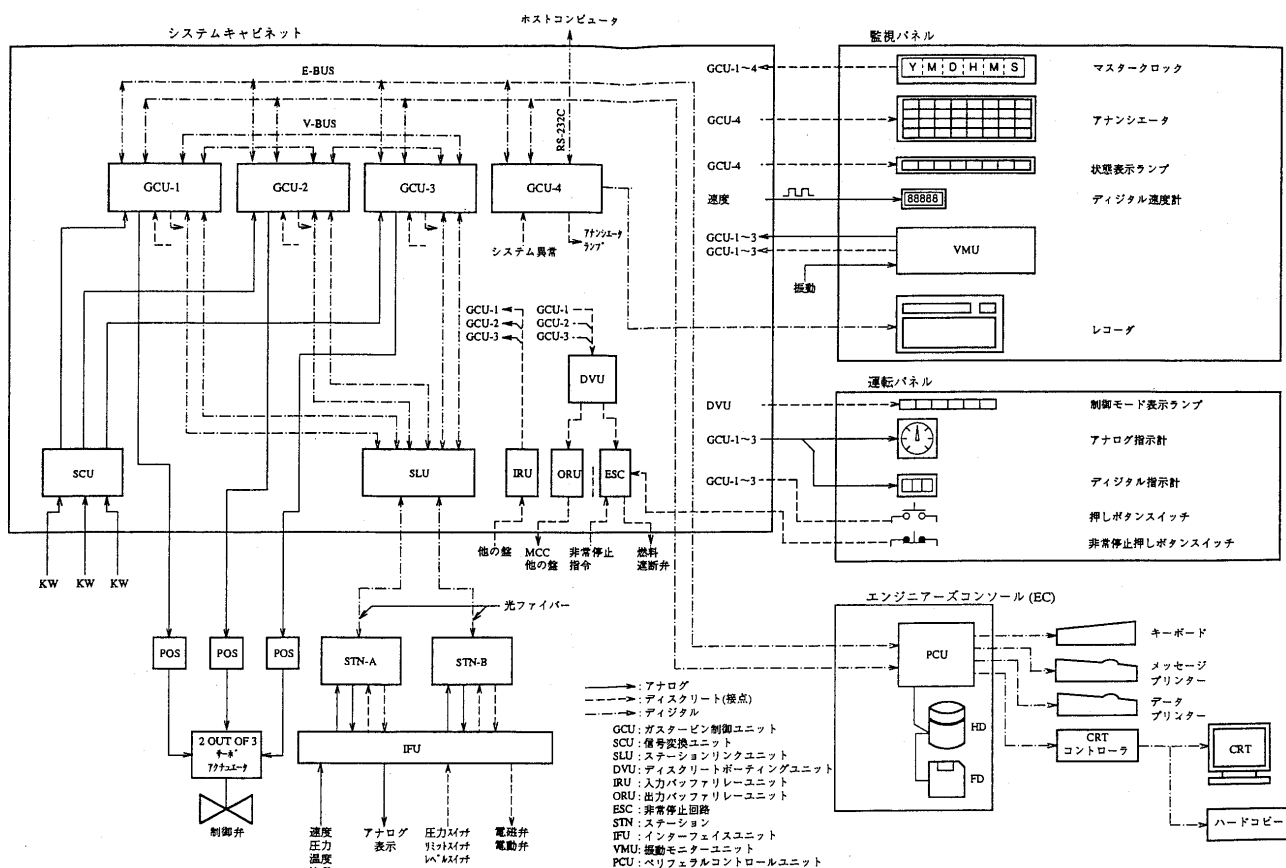 ホストコンピュータ
システムキャビネット
E-BUS
V-BUS
RS-232C
GCU-1
GCU-2
GCU-3
GCU-4
システム異常
アナンシエータ
ランプ
GCU-1
GCU-2
GCU-3
GCU-1
GCU-2
GCU-3
DVU
SCU
SLU
IRU
ORU
ESC
KW
KW
KW
他の盤
MCC
他の盤
非常停止
指令
燃料
遮断弁
光ファイバー
POS
POS
POS
STN-A
STN-B
2 OUT OF 3
サーボ
アクチュエータ
制御弁
IFU
速度
圧力
温度
アナログ
表示
圧力スイッチ
リミットスイッチ
レベルスイッチ
電磁弁
電動弁
監視パネル
GCU-1~4
Y M D H M S
マスタークロック
GCU-4
アナンシエータ
GCU-4
状態表示ランプ
速度
88888
ディジタル速度計
GCU-1~3
GCU-1~3
VMU
振動
レコーダ
運転パネル
DVU
制御モード表示ランプ
GCU-1~3
アナログ指示計
ディジタル指示計
GCU-1~3
押しボタンスイッチ
非常停止押しボタンスイッチ
エンジニアーズコンソール (EC)
PCU
HD
FD
キーボード
メッセージ
プリンター
データ
プリンター
CRT
コントローラ
CRT
ハードコピー
:アナログ
:ディスクリート(接点)
:ディジタル
GCU:ガスタービン制御ユニット
SCU:信号変換ユニット
SLU:ステーションリンクユニット
DVU:ディスクリートボーティングユニット
IRU:入力バッファリレーユニット
ORU:出力バッファリレーユニット
ESC:非常停止回路
STN:ステーション
IFU:インターフェイスユニット
VMU:振動モニターユニット
PCU:ペリフェラルコントロールユニット